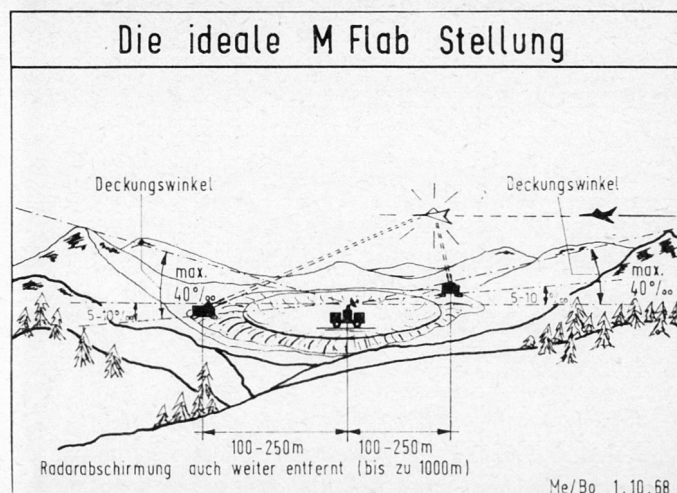 Die ideale M Flab Stellung
Deckungswinkel
Deckungswinkel
max.
40°/‰
max.
40°/‰
5-10°/‰
5-10°/‰
100-250m
100-250m
Radarabschirmung auch weiter entfernt (bis zu 1000m)
Me/Bo 1.10.68